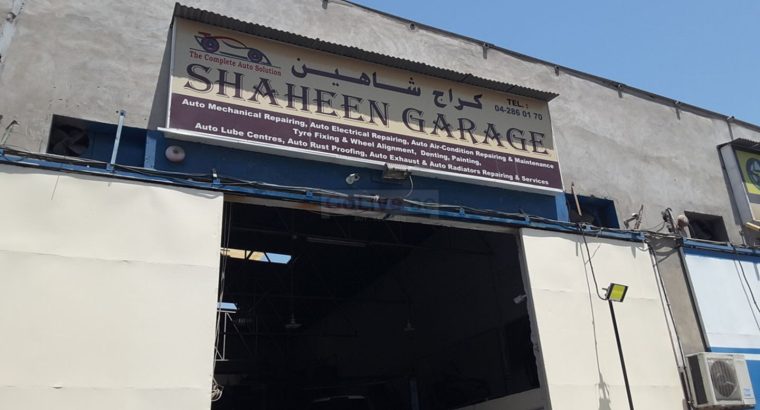 The Complete Auto Solution
كراج شاهين
SHAHEEN GARAGE
TEL. :
04-286 01 70
Auto Mechanical Repairing, Auto Electrical Repairing, Auto Air-Condition Repairing & Maintenance
Tyre Fixing & Wheel Alignment, Denting, Painting,
Auto Lube Centres, Auto Rust Proofing, Auto Exhaust & Auto Radiators Repairing & Services